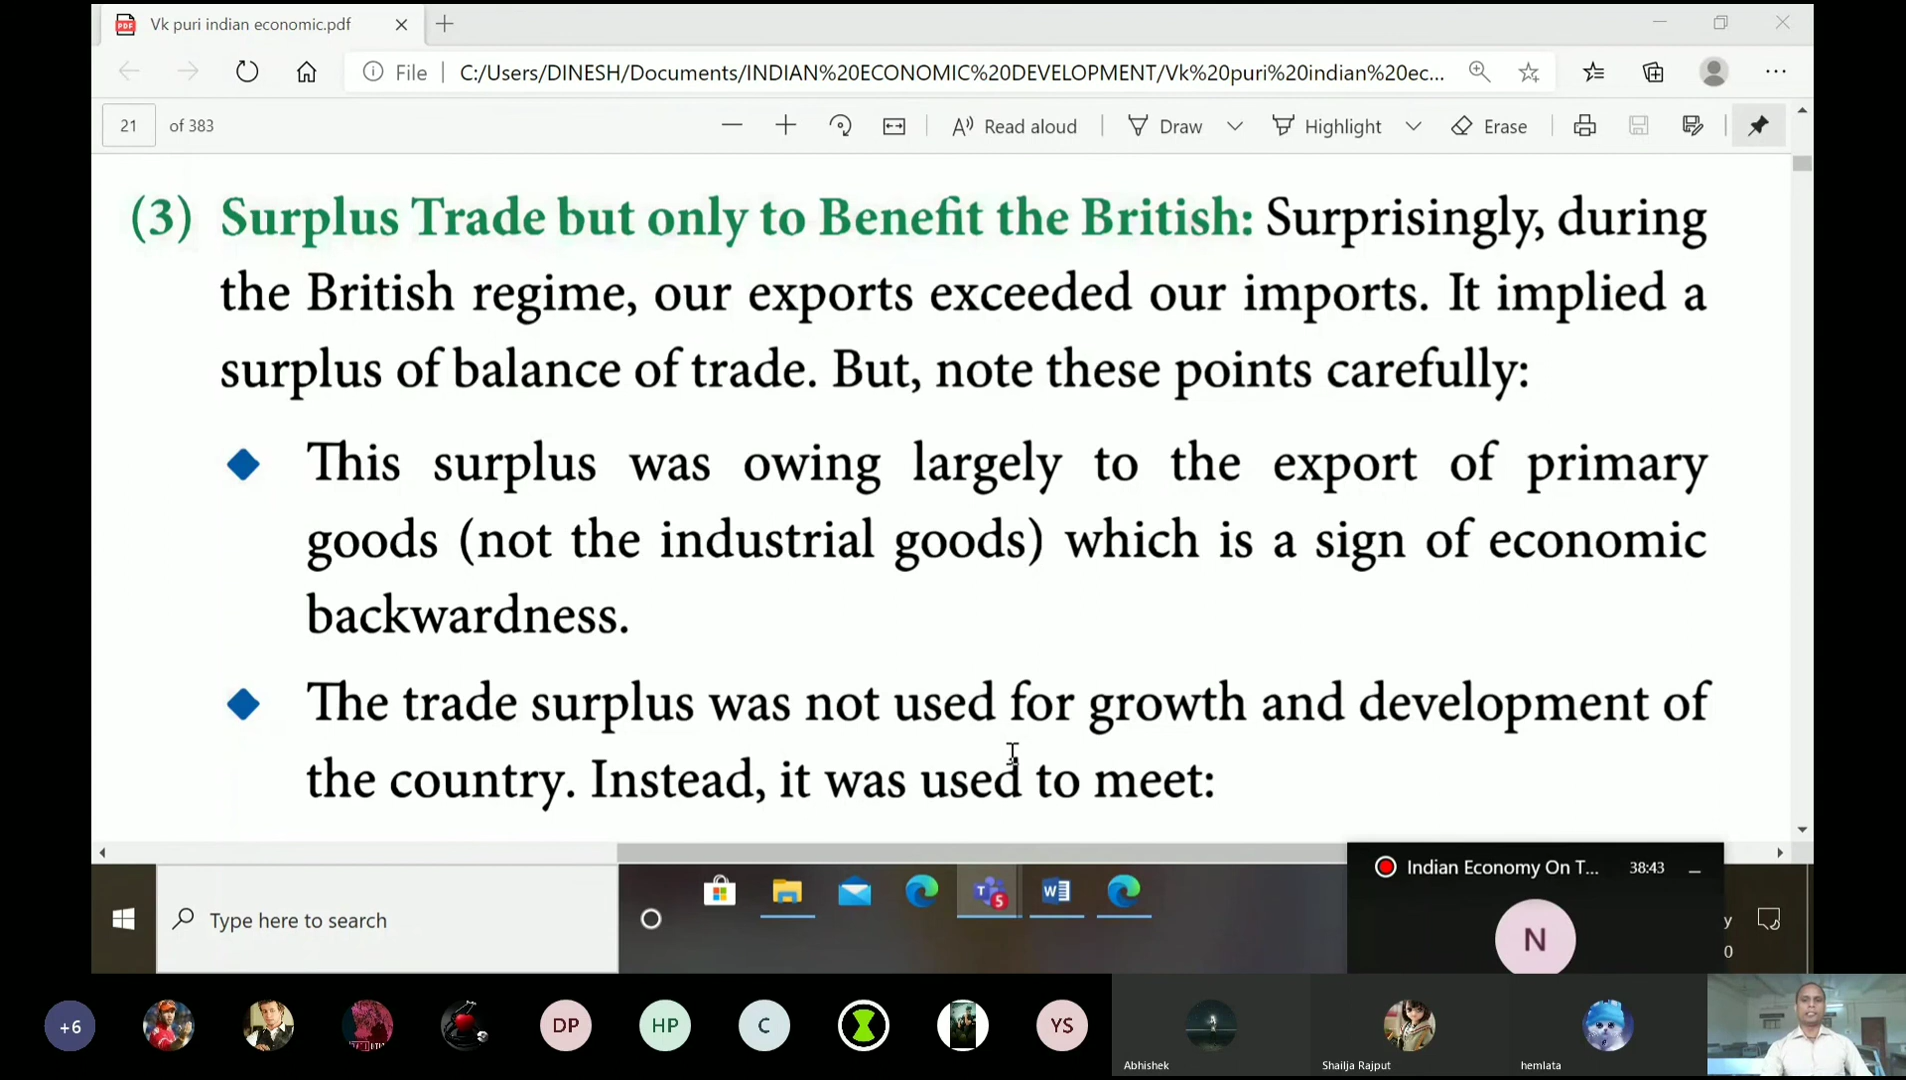 Vk puri indian economic.pdf
File
C:/Users/DINESH/Documents/INDIAN%20ECONOMIC%20DEVELOPMENT/Vk%20puri%20indian%20ec...
21 of 383
Read aloud
Draw
Highlight
Erase
(3) Surplus Trade but only to Benefit the British: Surprisingly, during
the British regime, our exports exceeded our imports. It implied a
surplus of balance of trade. But, note these points carefully:
This surplus was owing largely to the export of primary
goods (not the industrial goods) which is a sign of economic
backwardness.
The trade surplus was not used for growth and development of
the country. Instead, it was used to meet:
Indian Economy On T... 38:43
Type here to search
5
N
y
0
+6
DP
HP
C
YS
Abhishek
Shailja Rajput
hemlata